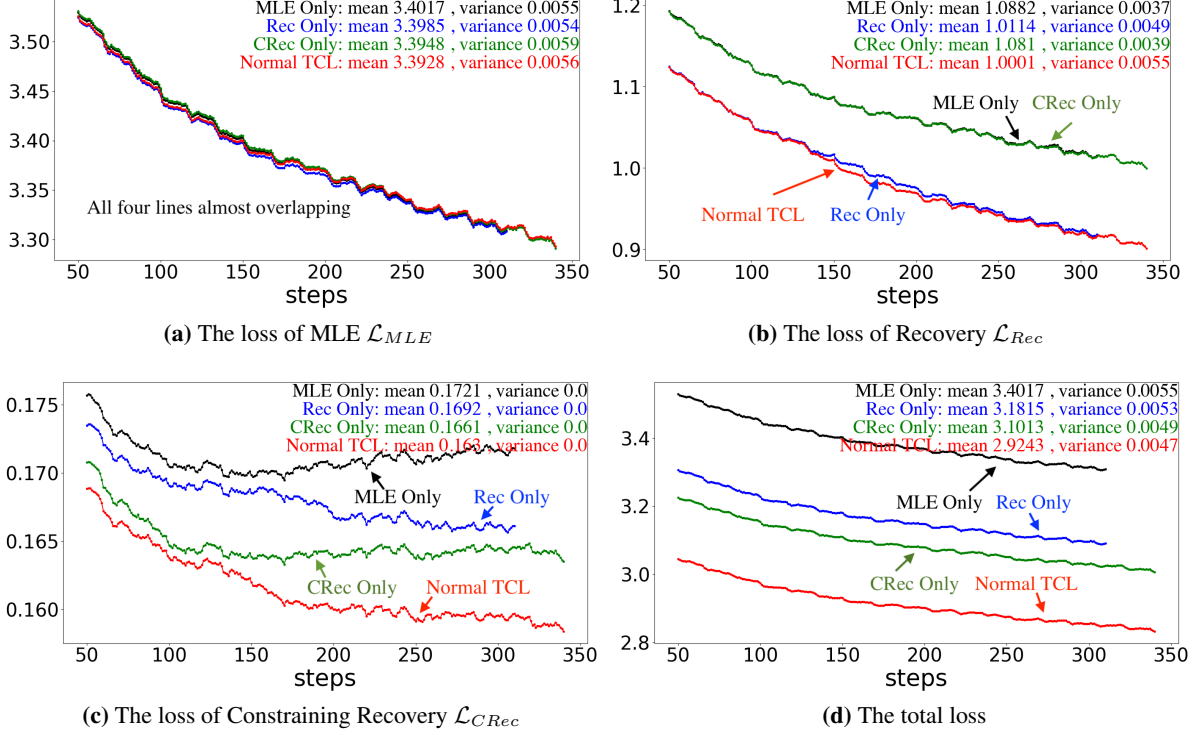 MLE Only: mean 3.4017 , variance 0.0055
Rec Only: mean 3.3985, variance 0.0054
CRec Only: mean 3.3948 , variance 0.0059
Normal TCL: mean 3.3928 , variance 0.0056
3.50
3.45
3.40
3.35
3.30
All four lines almost overlapping
50 100 150 200 250 300 350
steps
(a) The loss of MLE ℒ_MLE
MLE Only: mean 1.0882 , variance 0.0037
Rec Only: mean 1.0114 , variance 0.0049
CRec Only: mean 1.081 , variance 0.0039
Normal TCL: mean 1.0001 , variance 0.0055
1.2
1.1
1.0
0.9
MLE Only CRec Only
Normal TCL Rec Only
50 100 150 200 250 300 350
steps
(b) The loss of Recovery ℒ_Rec
MLE Only: mean 0.1721 , variance 0.0
Rec Only: mean 0.1692 , variance 0.0
CRec Only: mean 0.1661 , variance 0.0
Normal TCL: mean 0.163 , variance 0.0
0.175
0.170
0.165
0.160
MLE Only Rec Only
CRec Only Normal TCL
50 100 150 200 250 300 350
steps
(c) The loss of Constraining Recovery ℒ_CRec
MLE Only: mean 3.4017 , variance 0.0055
Rec Only: mean 3.1815 , variance 0.0053
CRec Only: mean 3.1013 , variance 0.0049
Normal TCL: mean 2.9243 , variance 0.0047
3.4
3.2
3.0
2.8
MLE Only Rec Only
CRec Only Normal TCL
50 100 150 200 250 300 350
steps
(d) The total loss